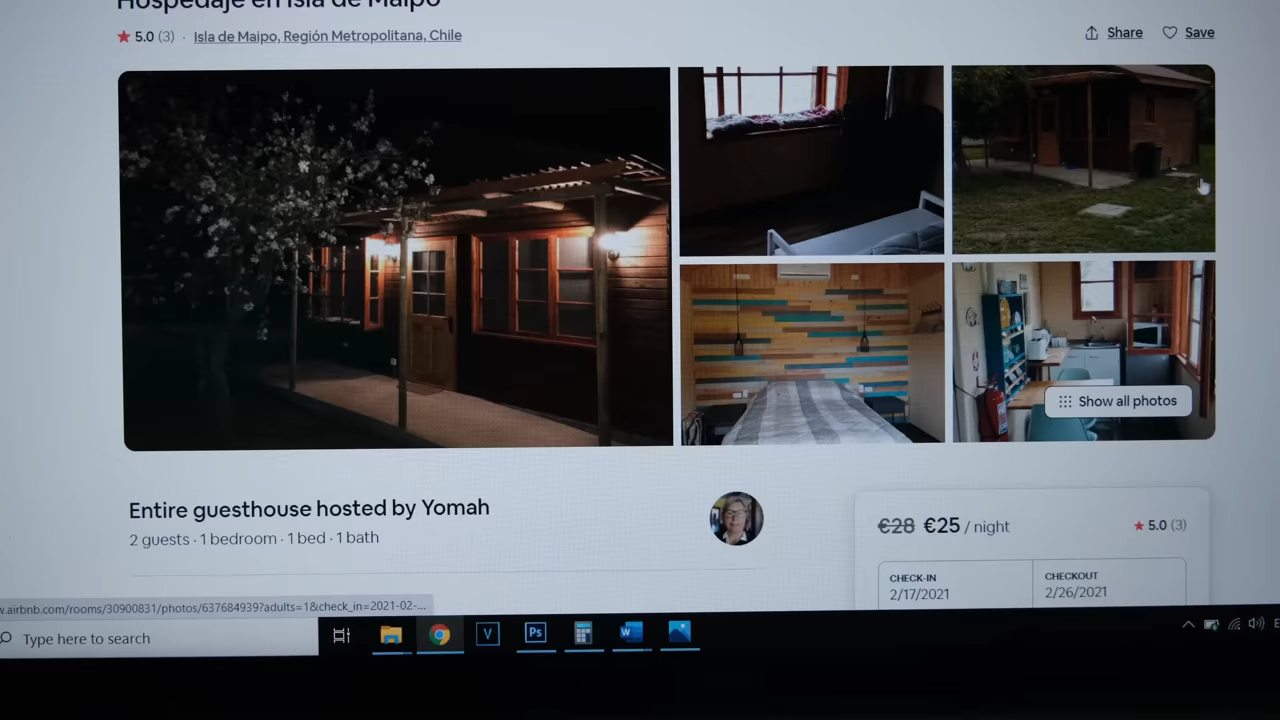 Hospedaje en Isla de Maipo
5.0 (3) · Isla de Maipo, Región Metropolitana, Chile
Share
Save
Show all photos
Entire guesthouse hosted by Yomah
2 guests · 1 bedroom · 1 bed · 1 bath
€28 €25 / night
5.0 (3)
CHECK-IN
2/17/2021
CHECKOUT
2/26/2021
w.airbnb.com/rooms/30900831/photos/637684939?adults=1&check_in=2021-02-...
Type here to search
V
Ps
W